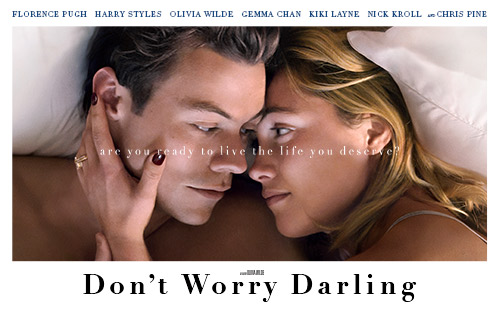 FLORENCE PUGH HARRY STYLES OLIVIA WILDE GEMMA CHAN KIKI LAYNE NICK KROLL AND CHRIS PINE
are you ready to live the life you deserve?
Don't Worry Darling